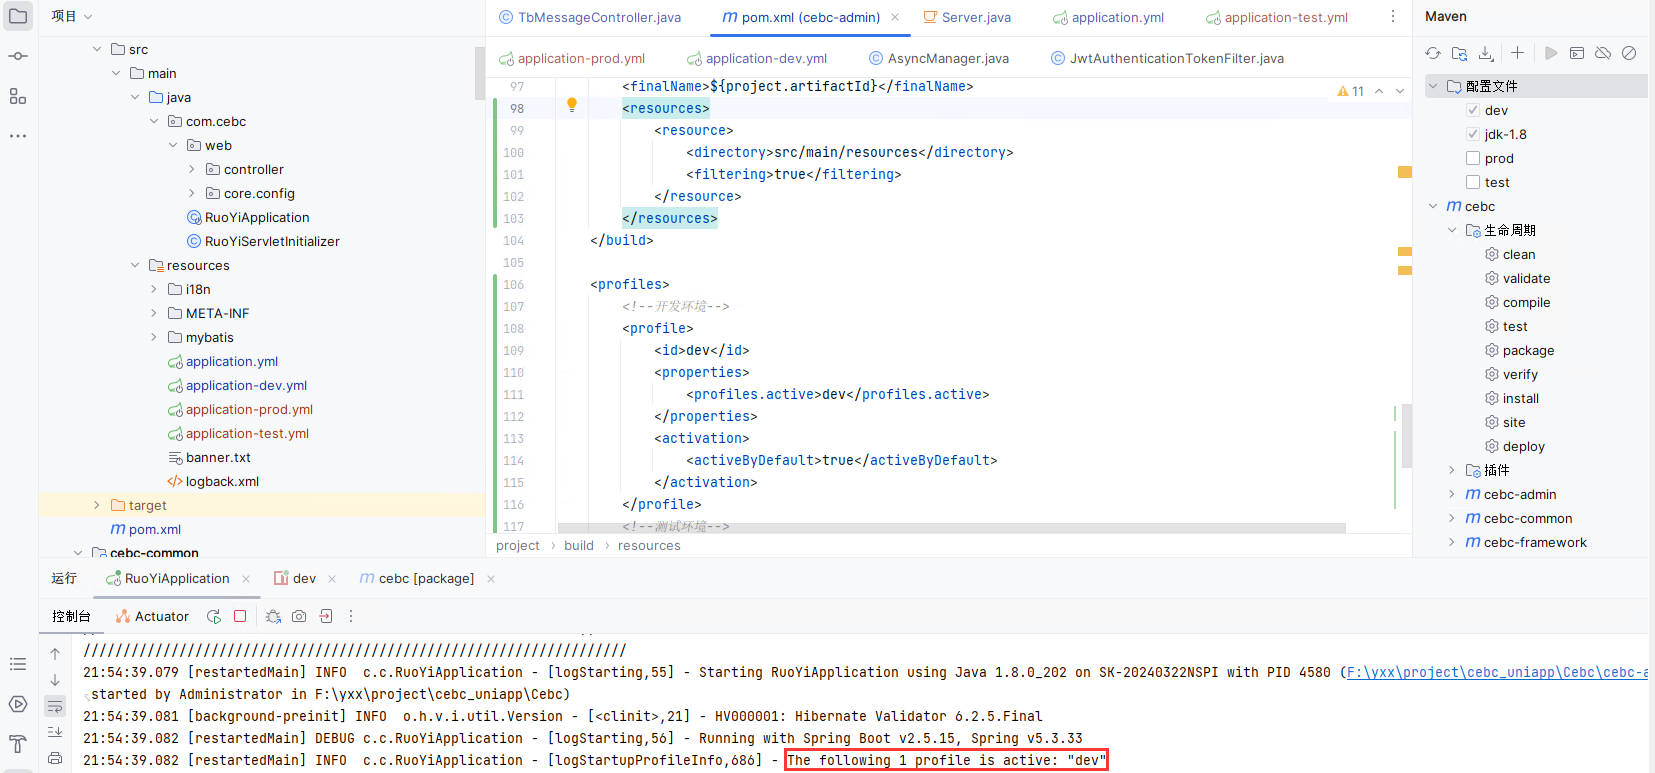 项目
src
main
java
com.cebc
web
controller
core.config
RuoYiApplication
RuoYiServletInitializer
resources
i18n
META-INF
mybatis
application.yml
application-dev.yml
application-prod.yml
application-test.yml
banner.txt
logback.xml
target
pom.xml
cebc-common
TbMessageController.java
pom.xml (cebc-admin)
Server.java
application.yml
application-test.yml
application-prod.yml
application-dev.yml
AsyncManager.java
JwtAuthenticationTokenFilter.java
11
97 <finalName>${project.artifactId}</finalName>
98 <resources>
99 <resource>
100 <directory>src/main/resources</directory>
101 <filtering>true</filtering>
102 </resource>
103 </resources>
104 </build>
105
106 <profiles>
107 <!--开发环境-->
108 <profile>
109 <id>dev</id>
110 <properties>
111 <profiles.active>dev</profiles.active>
112 </properties>
113 <activation>
114 <activeByDefault>true</activeByDefault>
115 </activation>
116 </profile>
117 <!--测试环境-->
project > build > resources
Maven
配置文件
dev
jdk-1.8
prod
test
cebc
生命周期
clean
validate
compile
test
package
verify
install
site
deploy
插件
cebc-admin
cebc-common
cebc-framework
运行
RuoYiApplication
dev
cebc [package]
控制台
Actuator
////////////////////////////////////////////////////////////////////
21:54:39.079 [restartedMain] INFO  c.c.RuoYiApplication - [logStarting,55] - Starting RuoYiApplication using Java 1.8.0_202 on SK-20240322NSPI with PID 4580 (F:\yxx\project\cebc_uniapp\Cebc\cebc-a
started by Administrator in F:\yxx\project\cebc_uniapp\Cebc)
21:54:39.081 [background-preinit] INFO  o.h.v.i.util.Version - [<clinit>,21] - HV000001: Hibernate Validator 6.2.5.Final
21:54:39.082 [restartedMain] DEBUG c.c.RuoYiApplication - [logStarting,56] - Running with Spring Boot v2.5.15, Spring v5.3.33
21:54:39.082 [restartedMain] INFO  c.c.RuoYiApplication - [logStartupProfileInfo,686] - The following 1 profile is active: "dev"